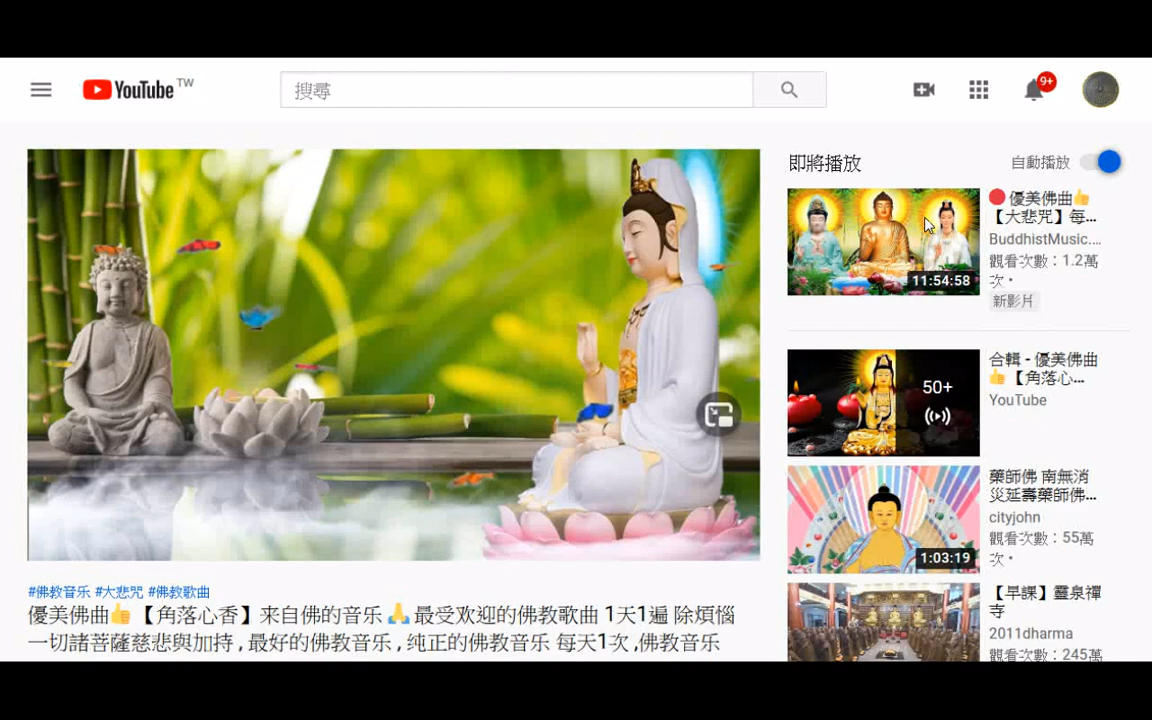 YouTube TW
搜尋
9+
#佛教音乐 #大悲咒 #佛教歌曲
優美佛曲👍【角落心香】来自佛的音乐 🙏 最受欢迎的佛教歌曲 1天1遍 除煩惱
一切諸菩薩慈悲與加持 , 最好的佛教音乐 , 纯正的佛教音乐 每天1次 ,佛教音乐
即將播放
自動播放
11:54:58
🔴 優美佛曲👍
【大悲咒】每...
BuddhistMusic....
觀看次數：1.2萬
次・
新影片
50+
合輯 - 優美佛曲
👍【角落心...
YouTube
1:03:19
藥師佛 南無消
災延壽藥師佛...
cityjohn
觀看次數：55萬
次・
【早課】靈泉禪
寺
2011dharma
觀看次數：245萬